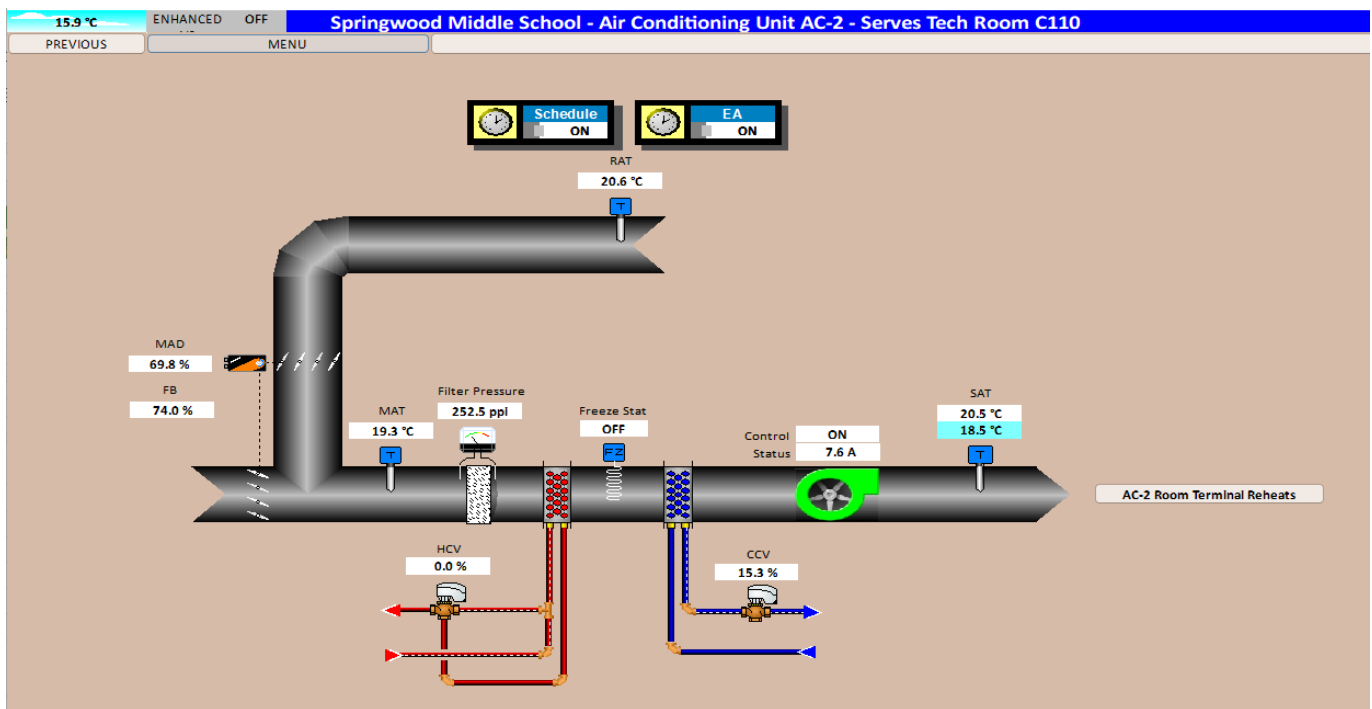 15.9 °C
ENHANCED OFF
Springwood Middle School - Air Conditioning Unit AC-2 - Serves Tech Room C110
PREVIOUS
MENU
Schedule
ON
EA
ON
RAT
20.6 °C
T
MAD
69.8 %
FB
74.0 %
MAT
19.3 °C
T
Filter Pressure
252.5 ppl
Freeze Stat
OFF
FZ
Control ON
Status 7.6 A
SAT
20.5 °C
18.5 °C
T
AC-2 Room Terminal Reheats
HCV
0.0 %
CCV
15.3 %